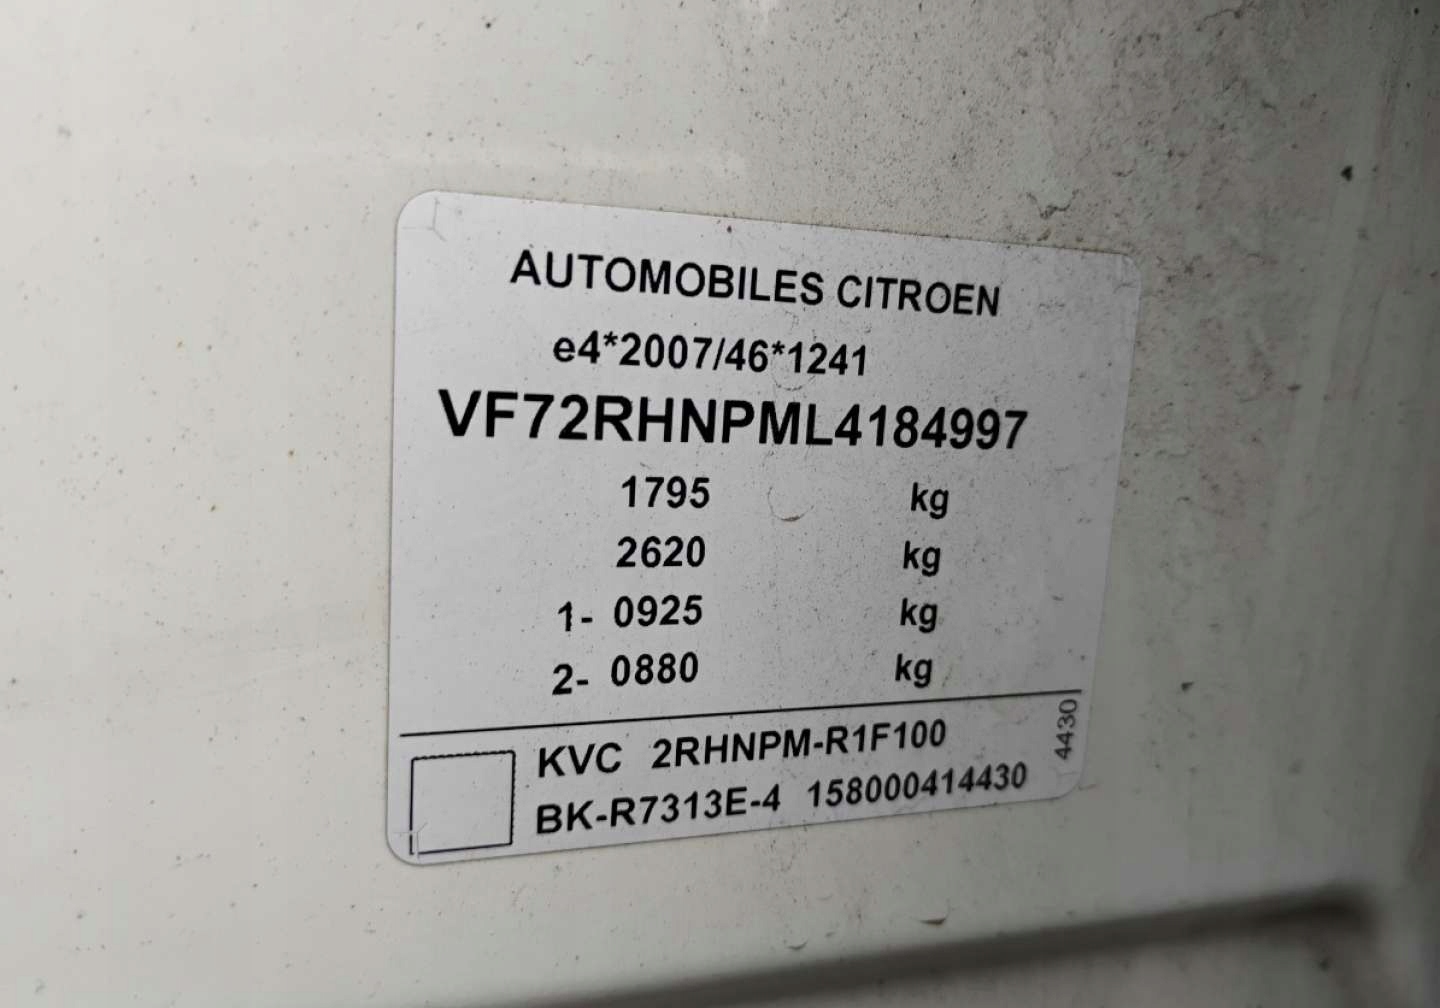 AUTOMOBILES CITROEN
e4*2007/46*1241
VF72RHNPML4184997
1795 kg
2620 kg
1- 0925 kg
2- 0880 kg
KVC 2RHNPM-R1F100
BK-R7313E-4 158000414430
4430